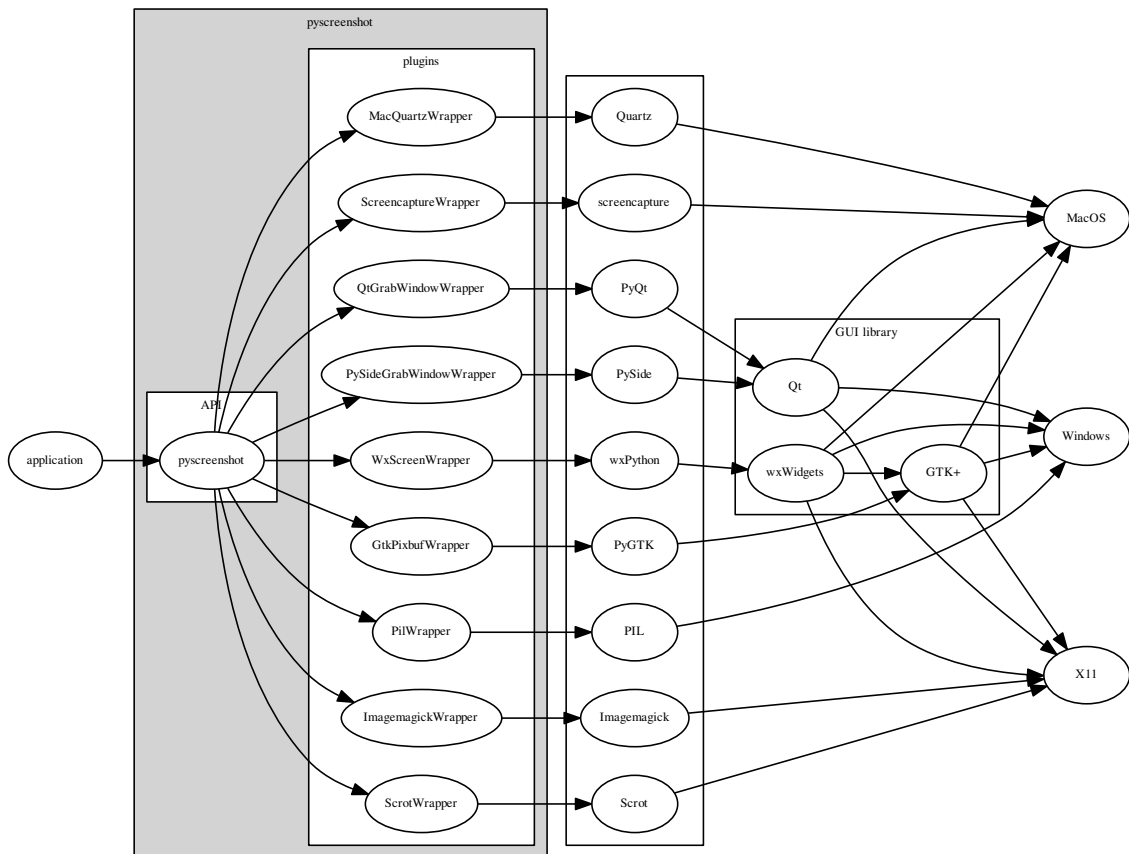 pyscreenshot
plugins
MacQuartzWrapper
Quartz
ScreencaptureWrapper
screencapture
MacOS
QtGrabWindowWrapper
PyQt
GUI library
PySideGrabWindowWrapper
PySide
Qt
API
application
pyscreenshot
WxScreenWrapper
wxPython
wxWidgets
GTK+
Windows
GtkPixbufWrapper
PyGTK
PilWrapper
PIL
X11
ImagemagickWrapper
Imagemagick
ScrotWrapper
Scrot